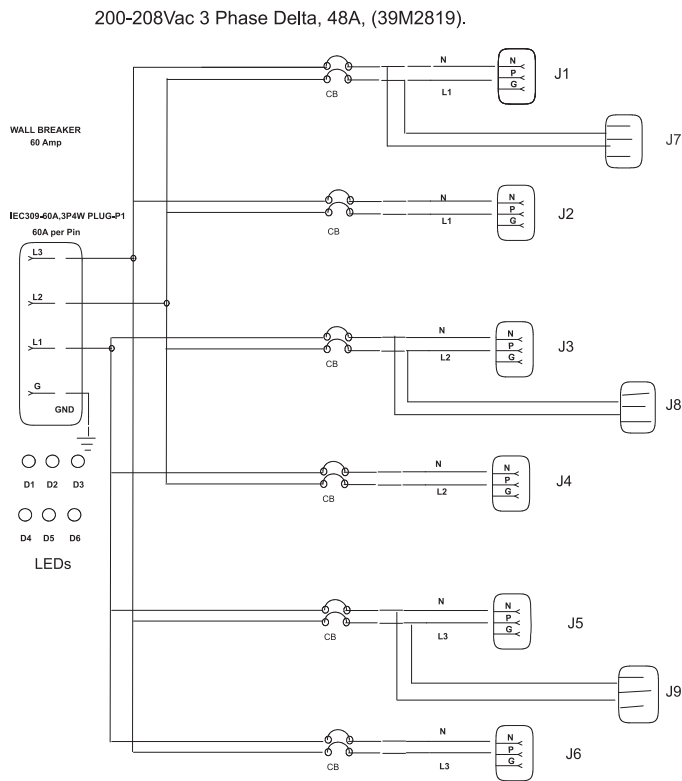 200-208Vac 3 Phase Delta, 48A, (39M2819).
N
N
P
G
L1
CB
J1
J7
WALL BREAKER
60 Amp
N
N
P
G
L1
CB
J2
IEC309-60A,3P4W PLUG-P1
60A per Pin
L3
L2
L1
G
GND
N
N
P
G
L2
CB
J3
J8
N
N
P
G
L2
CB
J4
D1 D2 D3
D4 D5 D6
LEDs
N
N
P
G
L3
CB
J5
J9
N
N
P
G
L3
CB
J6